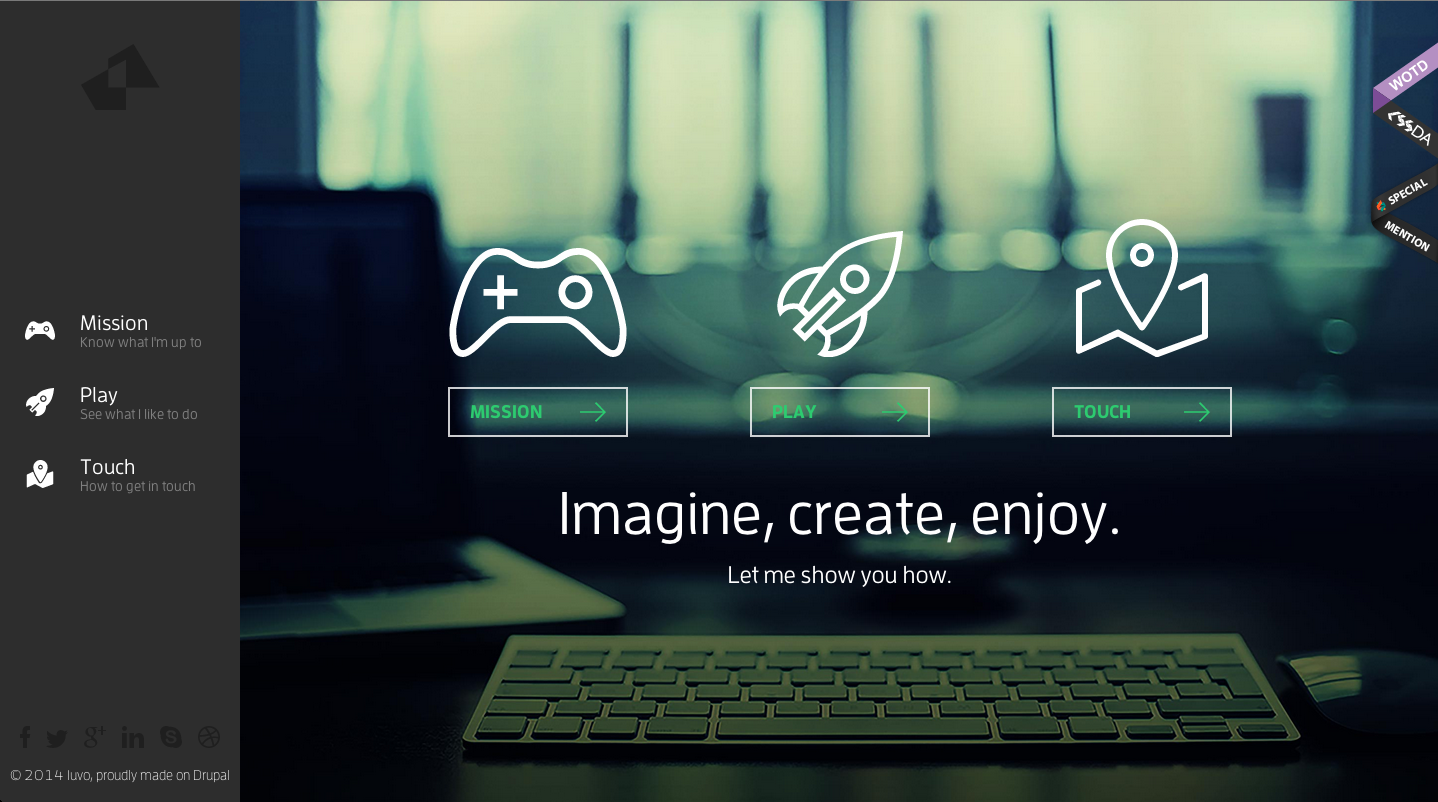 Mission
Know what I'm up to
Play
See what I like to do
Touch
How to get in touch
© 2014 luvo, proudly made on Drupal
MISSION
PLAY
TOUCH
Imagine, create, enjoy.
Let me show you how.
WOTD
CSSDA
SPECIAL
MENTION